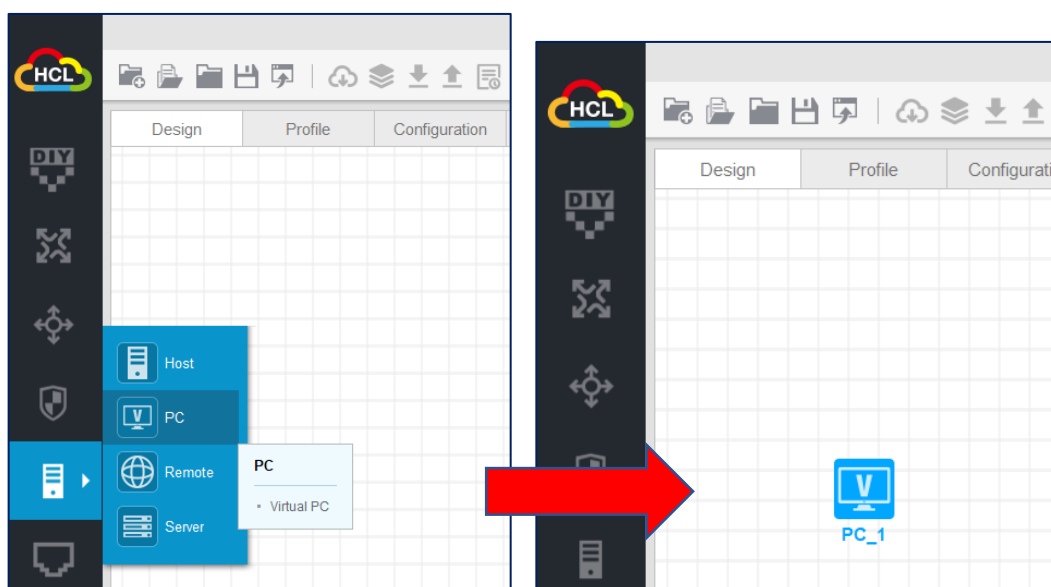 HCL
Design Profile Configuration
DIY
Host
V PC
Remote
Server
PC
Virtual PC
HCL
Design Profile Configurati
DIY
V
PC_1